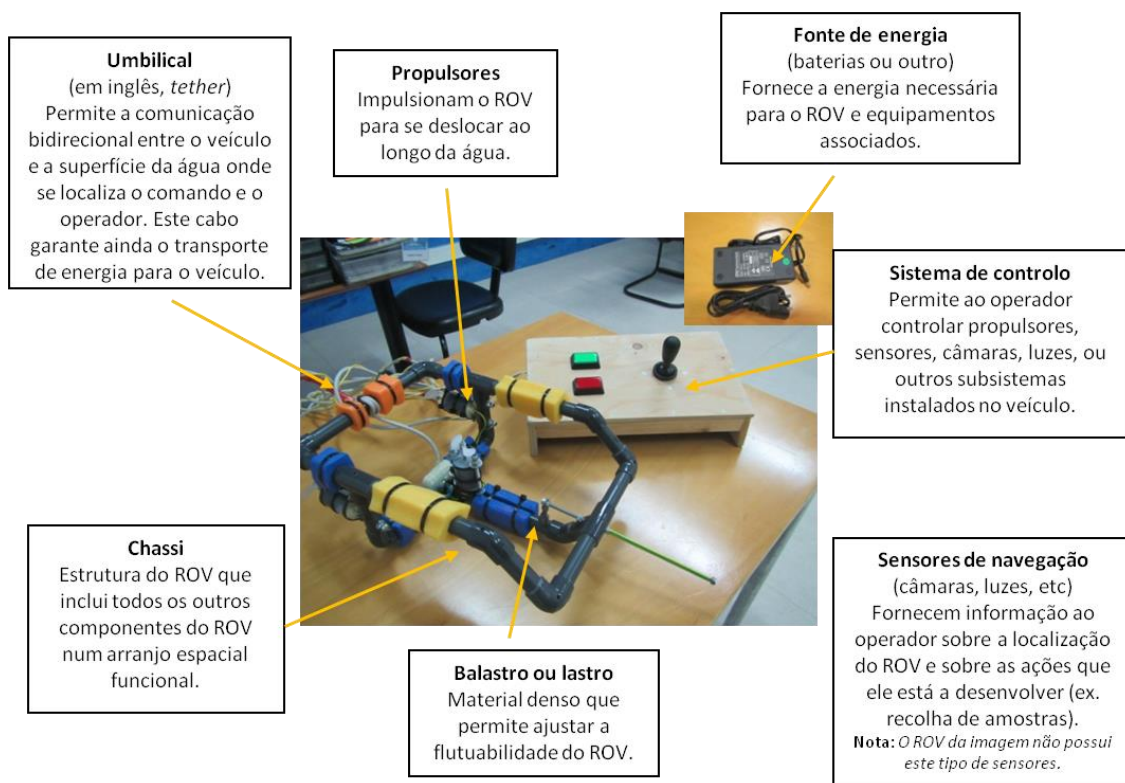 Umbilical
(em inglês, tether)
Permite a comunicação
bidirecional entre o veículo
e a superfície da água onde
se localiza o comando e o
operador. Este cabo
garante ainda o transporte
de energia para o veículo.
Propulsores
Impulsionam o ROV
para se deslocar ao
longo da água.
Fonte de energia
(baterias ou outro)
Fornece a energia necessária
para o ROV e equipamentos
associados.
Sistema de controlo
Permite ao operador
controlar propulsores,
sensores, câmaras, luzes, ou
outros subsistemas
instalados no veículo.
Chassi
Estrutura do ROV que
inclui todos os outros
componentes do ROV
num arranjo espacial
funcional.
Balastro ou lastro
Material denso que
permite ajustar a
flutuabilidade do ROV.
Sensores de navegação
(câmaras, luzes, etc)
Fornecem informação ao
operador sobre a localização
do ROV e sobre as ações que
ele está a desenvolver (ex.
recolha de amostras).
Nota: O ROV da imagem não possui
este tipo de sensores.